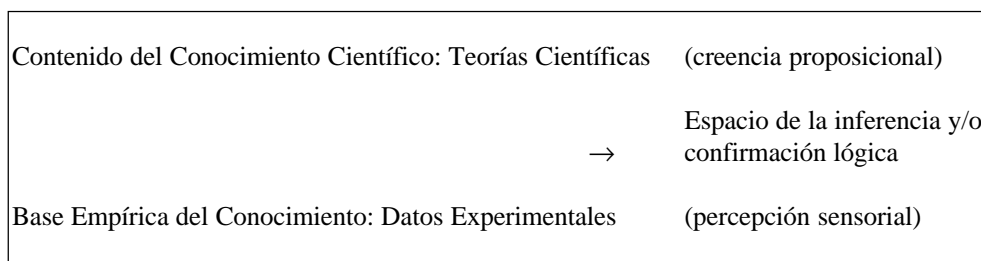 Contenido del Conocimiento Científico: Teorías Científicas (creencia proposicional)
Espacio de la inferencia y/o
→ confirmación lógica
Base Empírica del Conocimiento: Datos Experimentales (percepción sensorial)